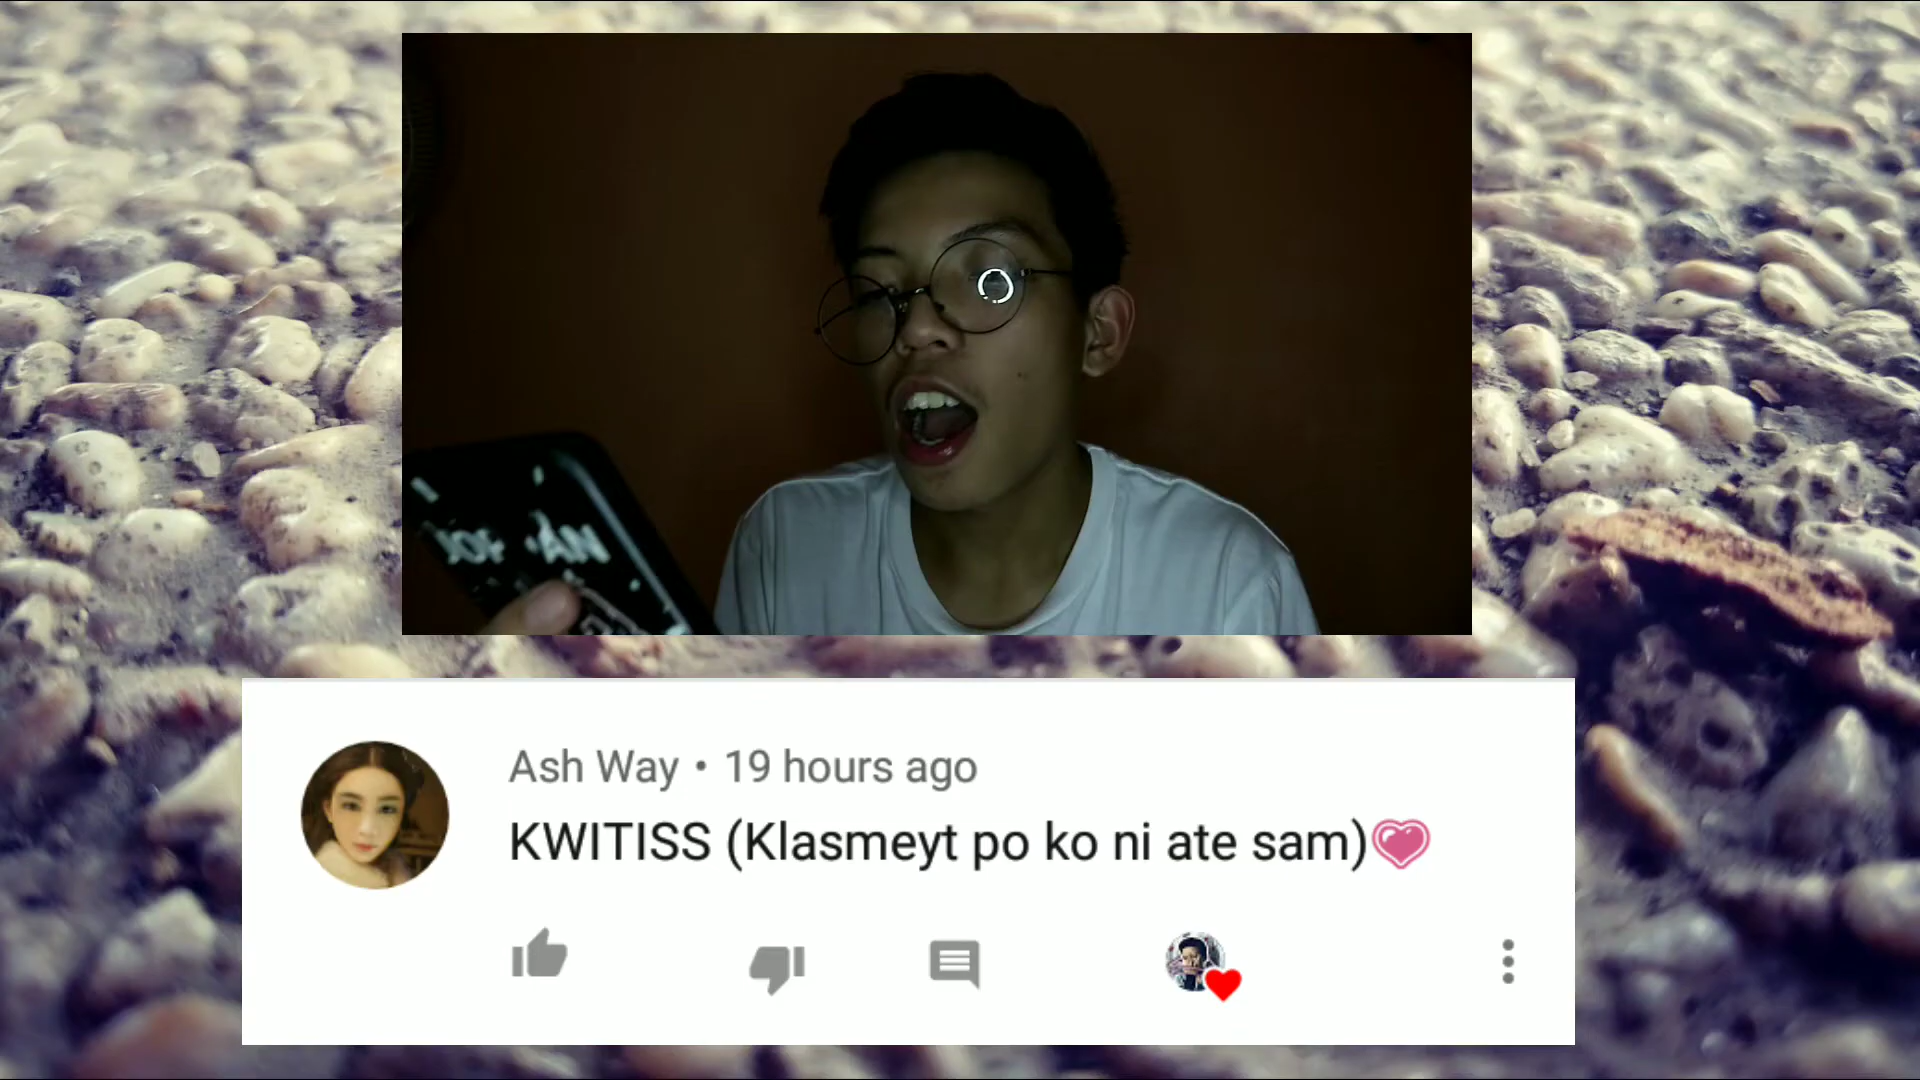 Ash Way • 19 hours ago
KWITISS (Klasmeyt po ko ni ate sam)💗